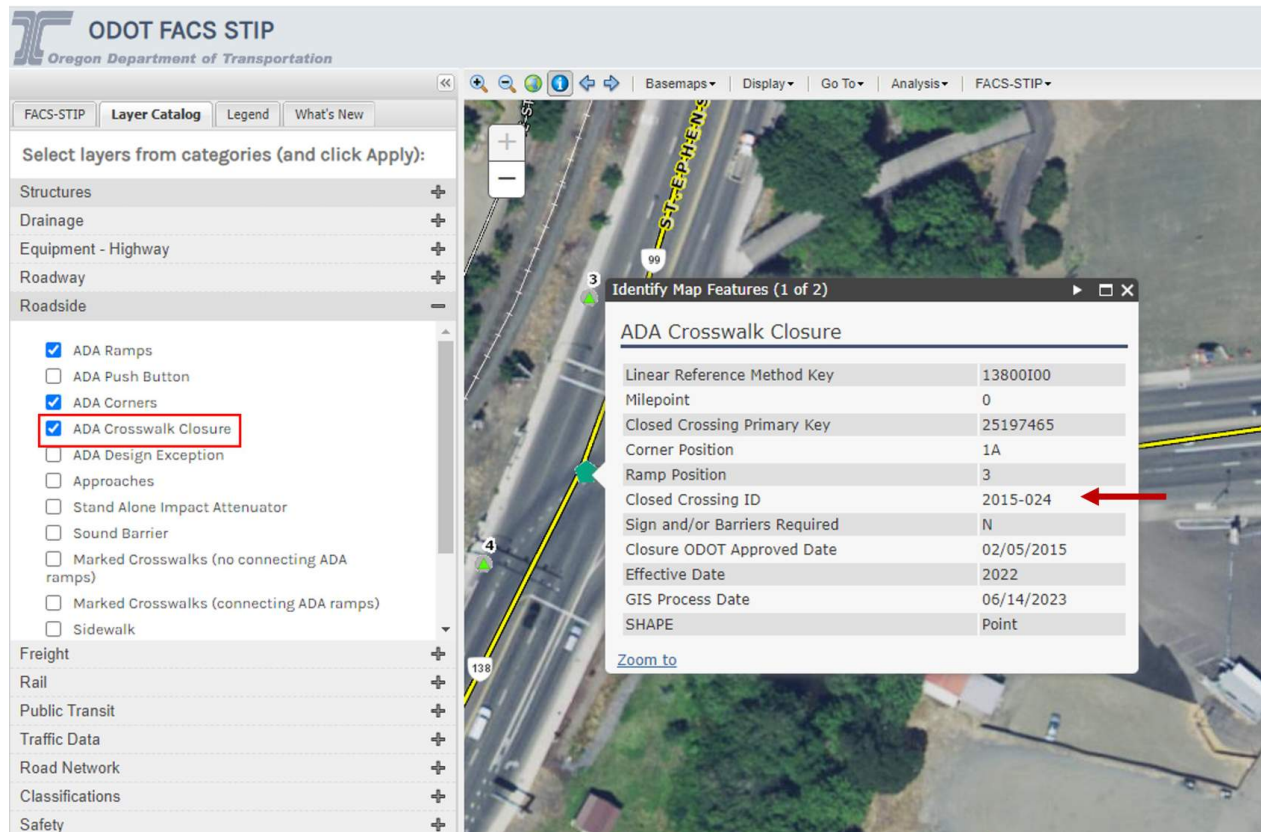 ODOT FACS STIP
Oregon Department of Transportation
Basemaps
Display
Go To
Analysis
FACS-STIP
FACS-STIP
Layer Catalog
Legend
What's New
Select layers from categories (and click Apply):
Structures
Drainage
Equipment - Highway
Roadway
Roadside
ADA Ramps
ADA Push Button
ADA Corners
ADA Crosswalk Closure
ADA Design Exception
Approaches
Stand Alone Impact Attenuator
Sound Barrier
Marked Crosswalks (no connecting ADA
ramps)
Marked Crosswalks (connecting ADA ramps)
Sidewalk
Freight
Rail
Public Transit
Traffic Data
Road Network
Classifications
Safety
ST
STEPHENS
99
3
4
138
Identify Map Features (1 of 2)
ADA Crosswalk Closure
Linear Reference Method Key 13800I00
Milepoint 0
Closed Crossing Primary Key 25197465
Corner Position 1A
Ramp Position 3
Closed Crossing ID 2015-024
Sign and/or Barriers Required N
Closure ODOT Approved Date 02/05/2015
Effective Date 2022
GIS Process Date 06/14/2023
SHAPE Point
Zoom to